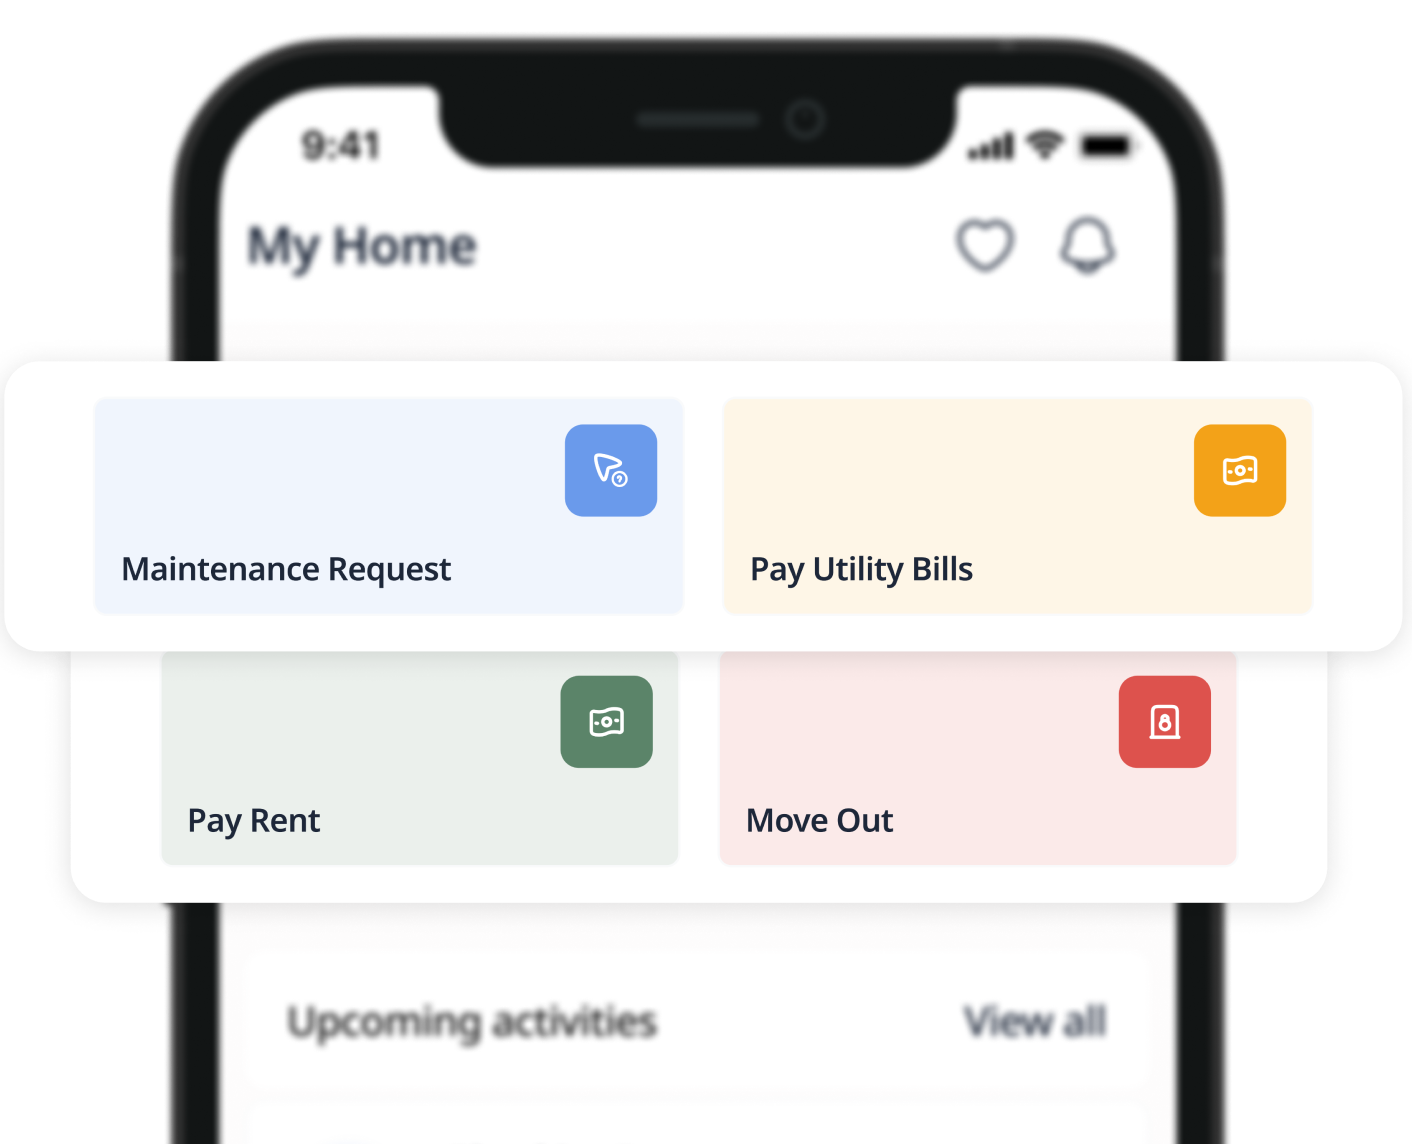 9:41
My Home
Maintenance Request
Pay Utility Bills
Pay Rent
Move Out
Upcoming activities
View all